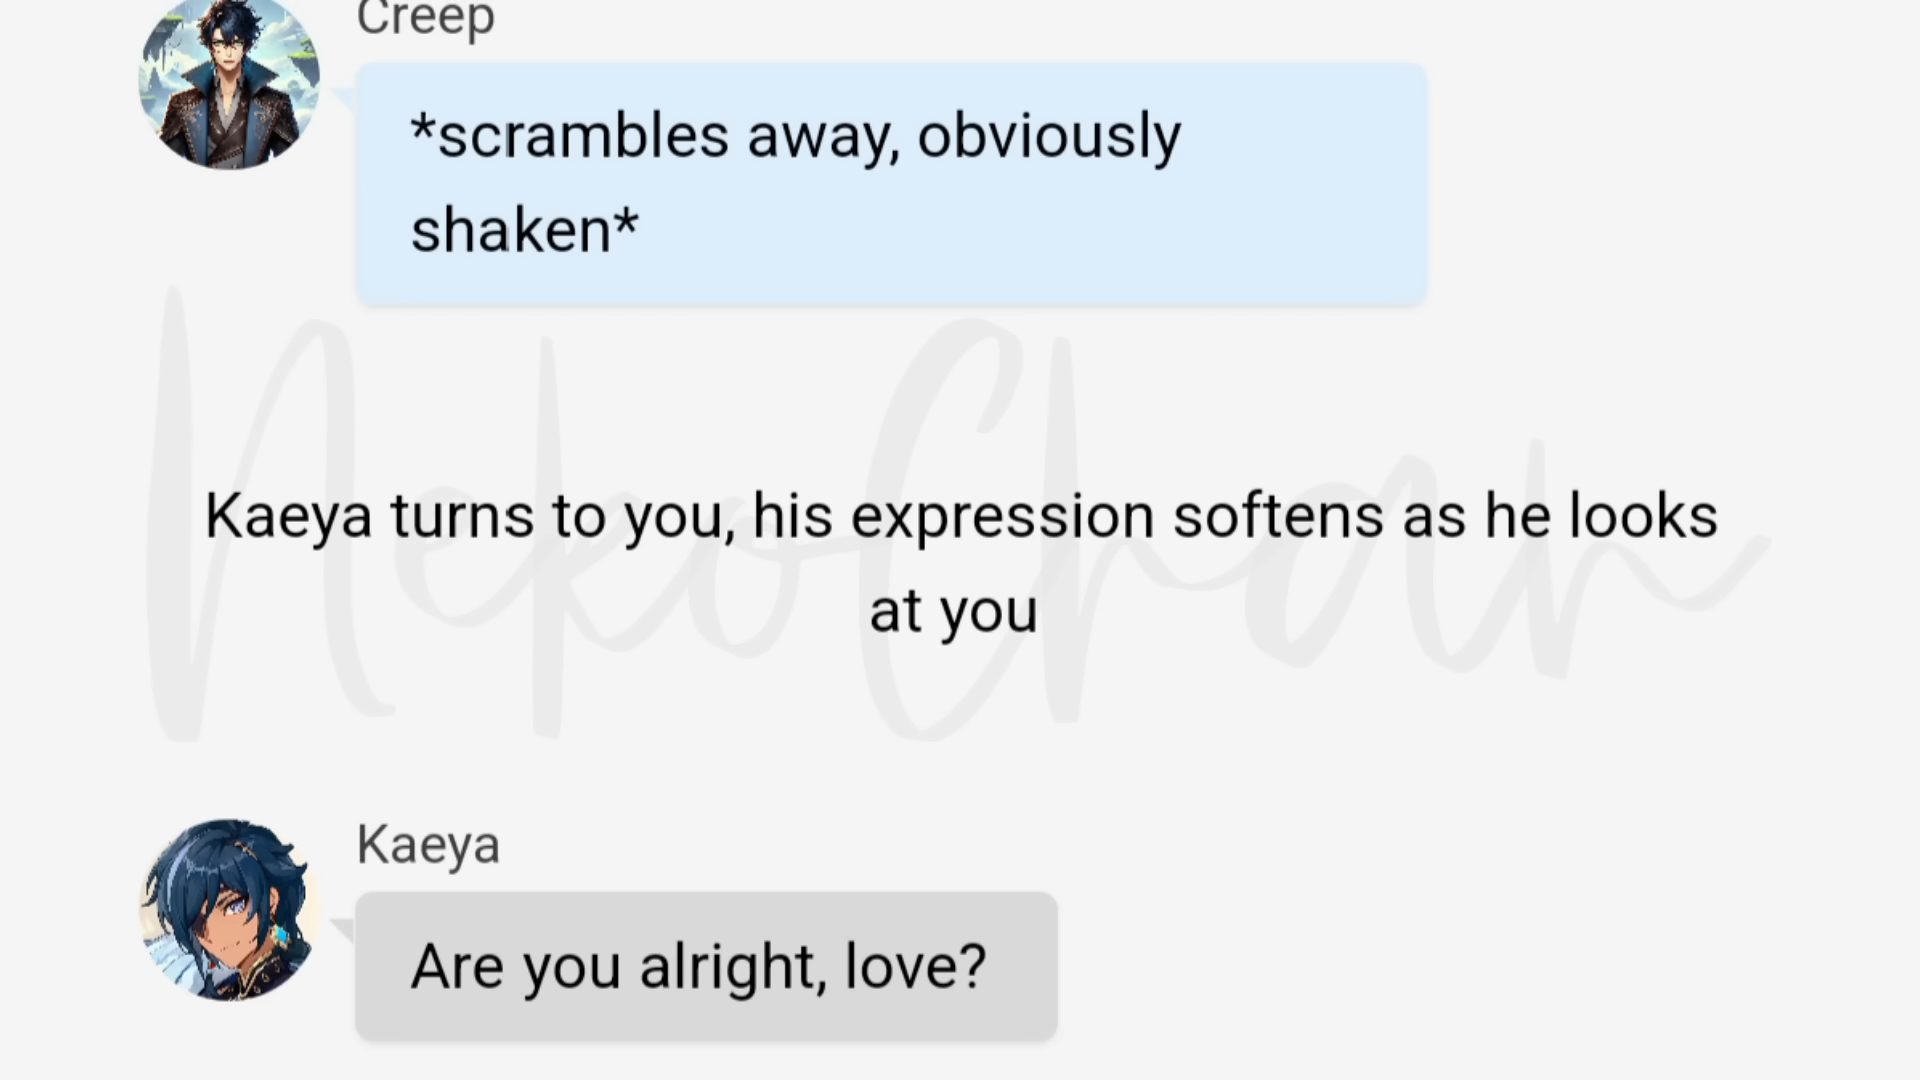 Creep
*scrambles away, obviously
shaken*
NekoChan
Kaeya turns to you, his expression softens as he looks
at you
Kaeya
Are you alright, love?